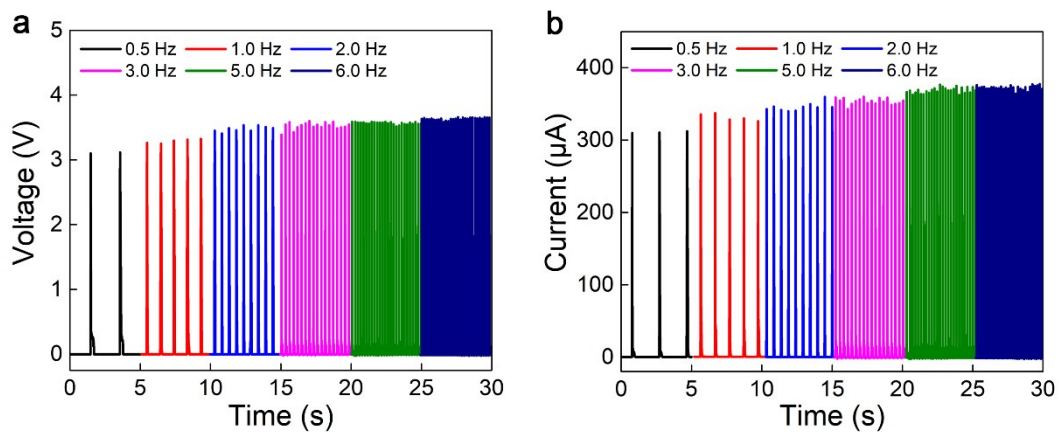 a
0.5 Hz 1.0 Hz 2.0 Hz
3.0 Hz 5.0 Hz 6.0 Hz
Voltage (V)
5
4
3
2
1
0
0 5 10 15 20 25 30
Time (s)
b
0.5 Hz 1.0 Hz 2.0 Hz
3.0 Hz 5.0 Hz 6.0 Hz
Current (μA)
400
300
200
100
0
0 5 10 15 20 25 30
Time (s)